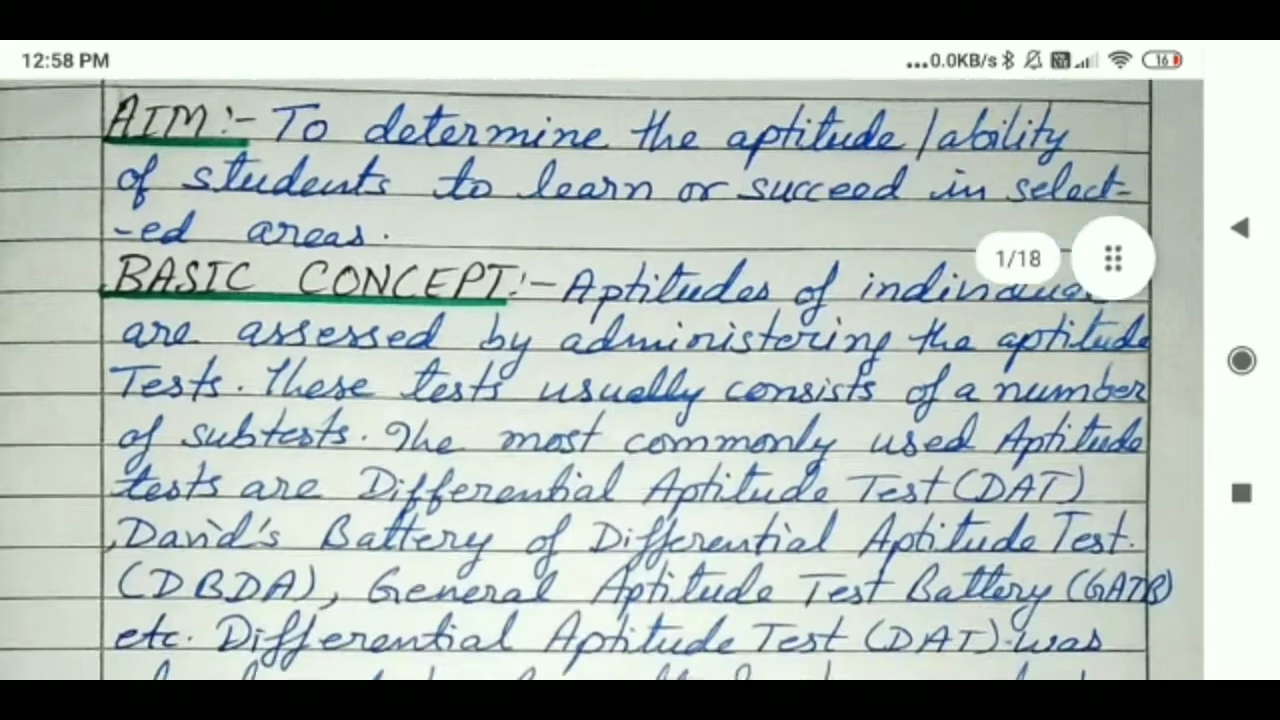 12:58 PM
...0.0KB/s 16
AIM:- To determine the aptitude / ability
of students to learn or succeed in select-
-ed areas.
1/18
BASIC CONCEPT:- Aptitudes of
are assessed by administering the aptitude
Tests. These tests usually consists of a number
of subtests. The most commonly used Aptitude
tests are Differential Aptitude Test (DAT)
,David's Battery of Differential Aptitude Test.
(DBDA), General Aptitude Test Battery (GATB)
etc. Differential Aptitude Test (DAT) was